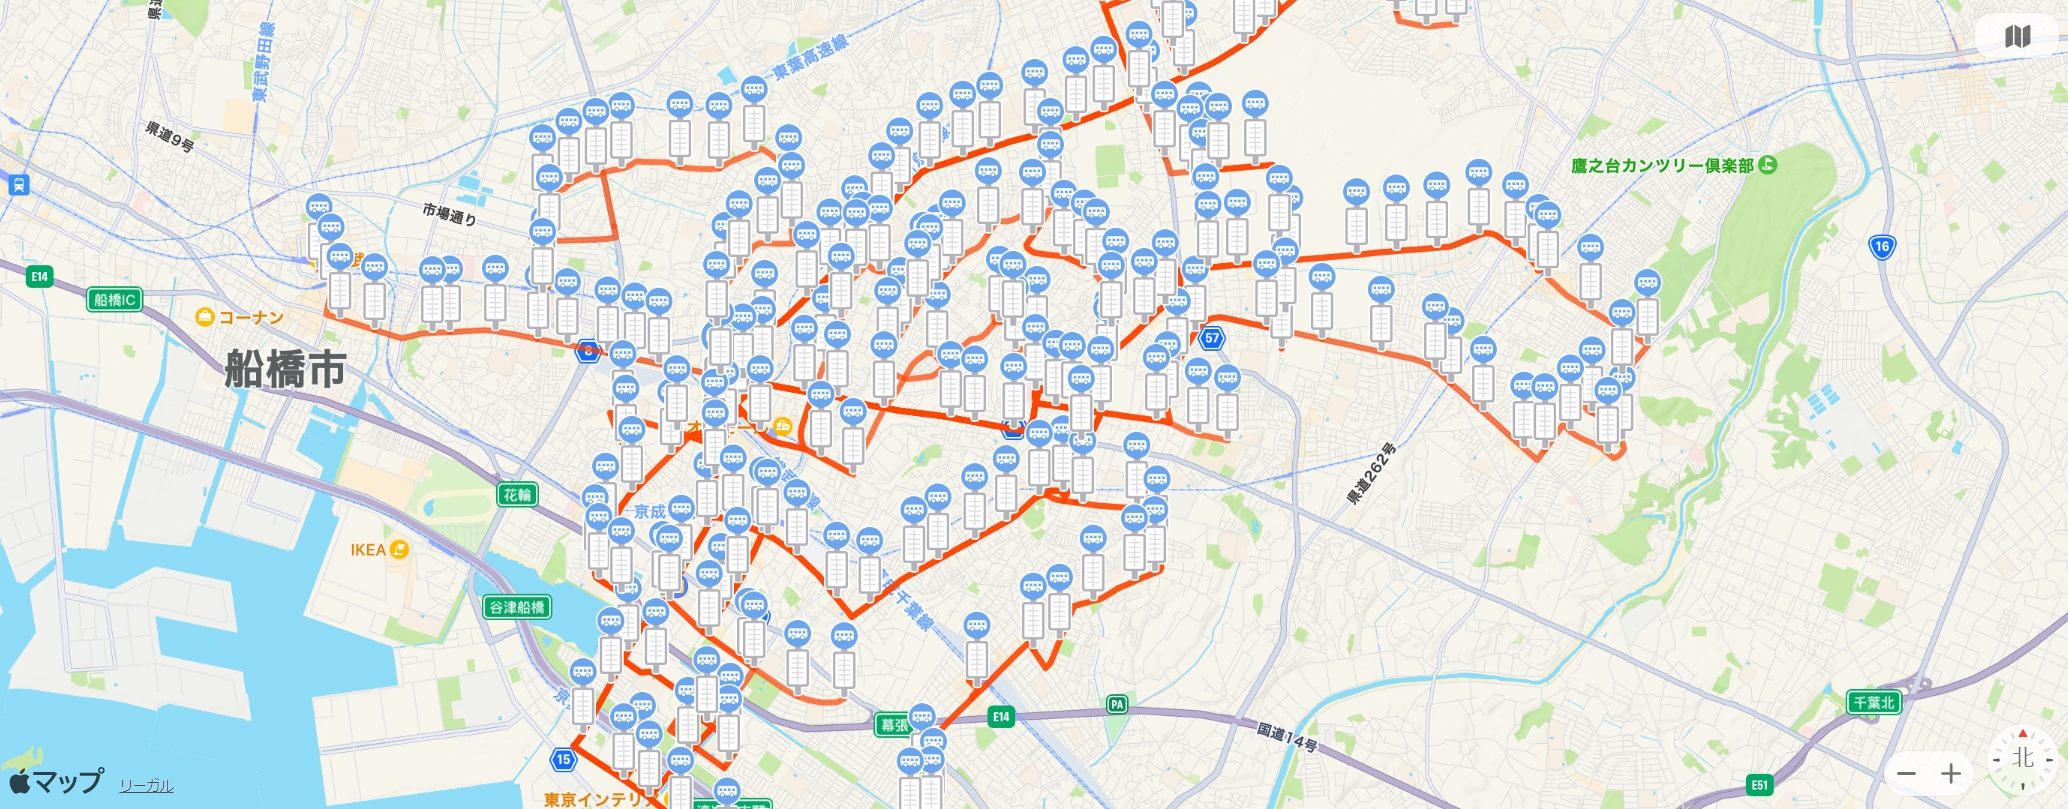 東武野田線
東葉高速線
県道9号
市場通り
鷹之台カンツリー倶楽部
16
E14
船橋IC
コーナン
船橋市
8
57
花輪
京成
IKEA
谷津船橋
県道262号
千葉線
幕張
E14
PA
国道14号
千葉北
北
15
E51
マップ
リーガル
東京インテリ